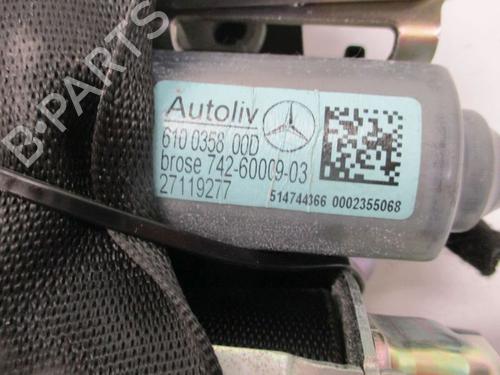 B-PARTS
Autoliv
610 0358 00D
brose 742-60009-03
27119277
514744366 0002355068